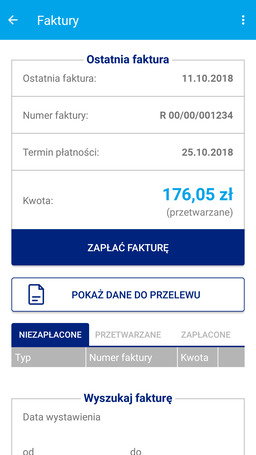 Faktury
Ostatnia faktura
Ostatnia faktura: 11.10.2018
Numer faktury: R 00/00/001234
Termin płatności: 25.10.2018
Kwota: 176,05 zł
(przetwarzane)
ZAPŁAĆ FAKTURĘ
POKAŻ DANE DO PRZELEWU
NIEZAPŁACONE PRZETWARZANE ZAPŁACONE
Typ Numer faktury Kwota
Wyszukaj fakturę
Data wystawienia
od do